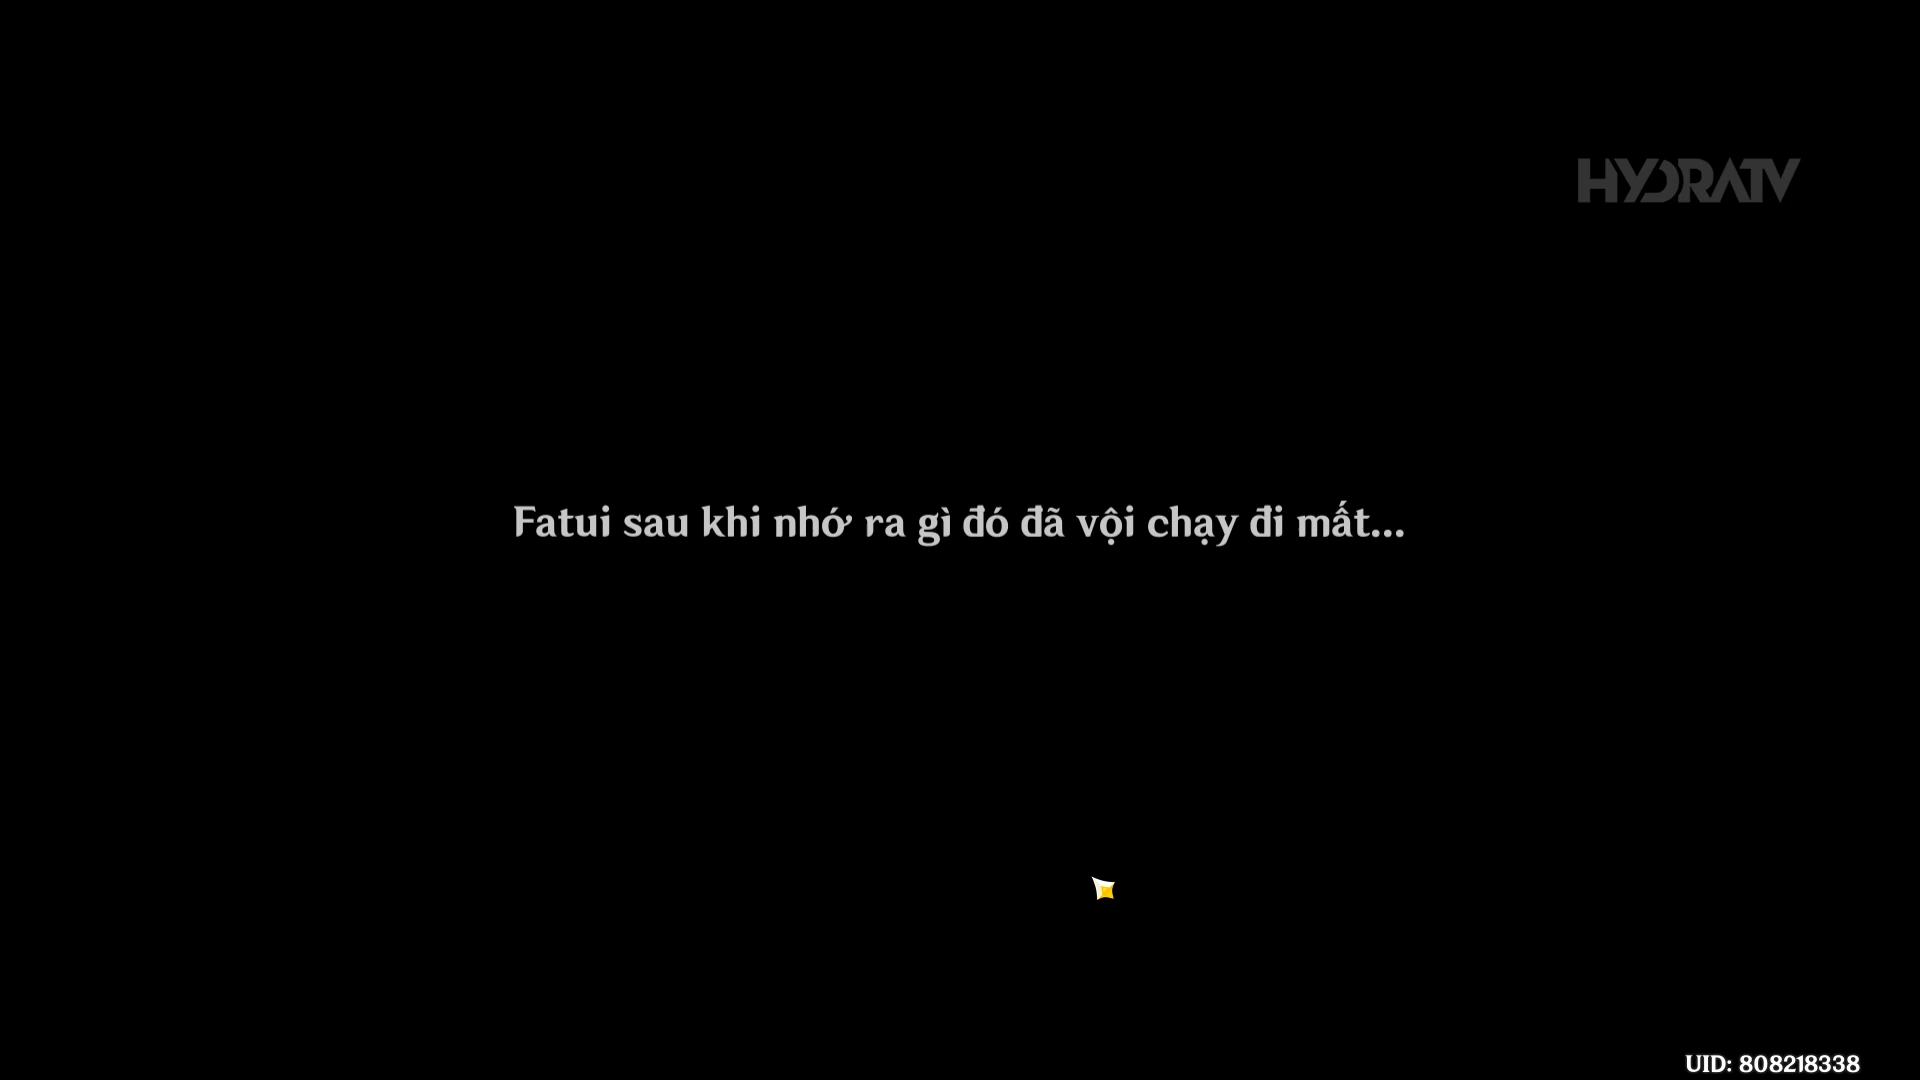 HYDRATV
Fatui sau khi nhớ ra gì đó đã vội chạy đi mất...
UID: 808218338